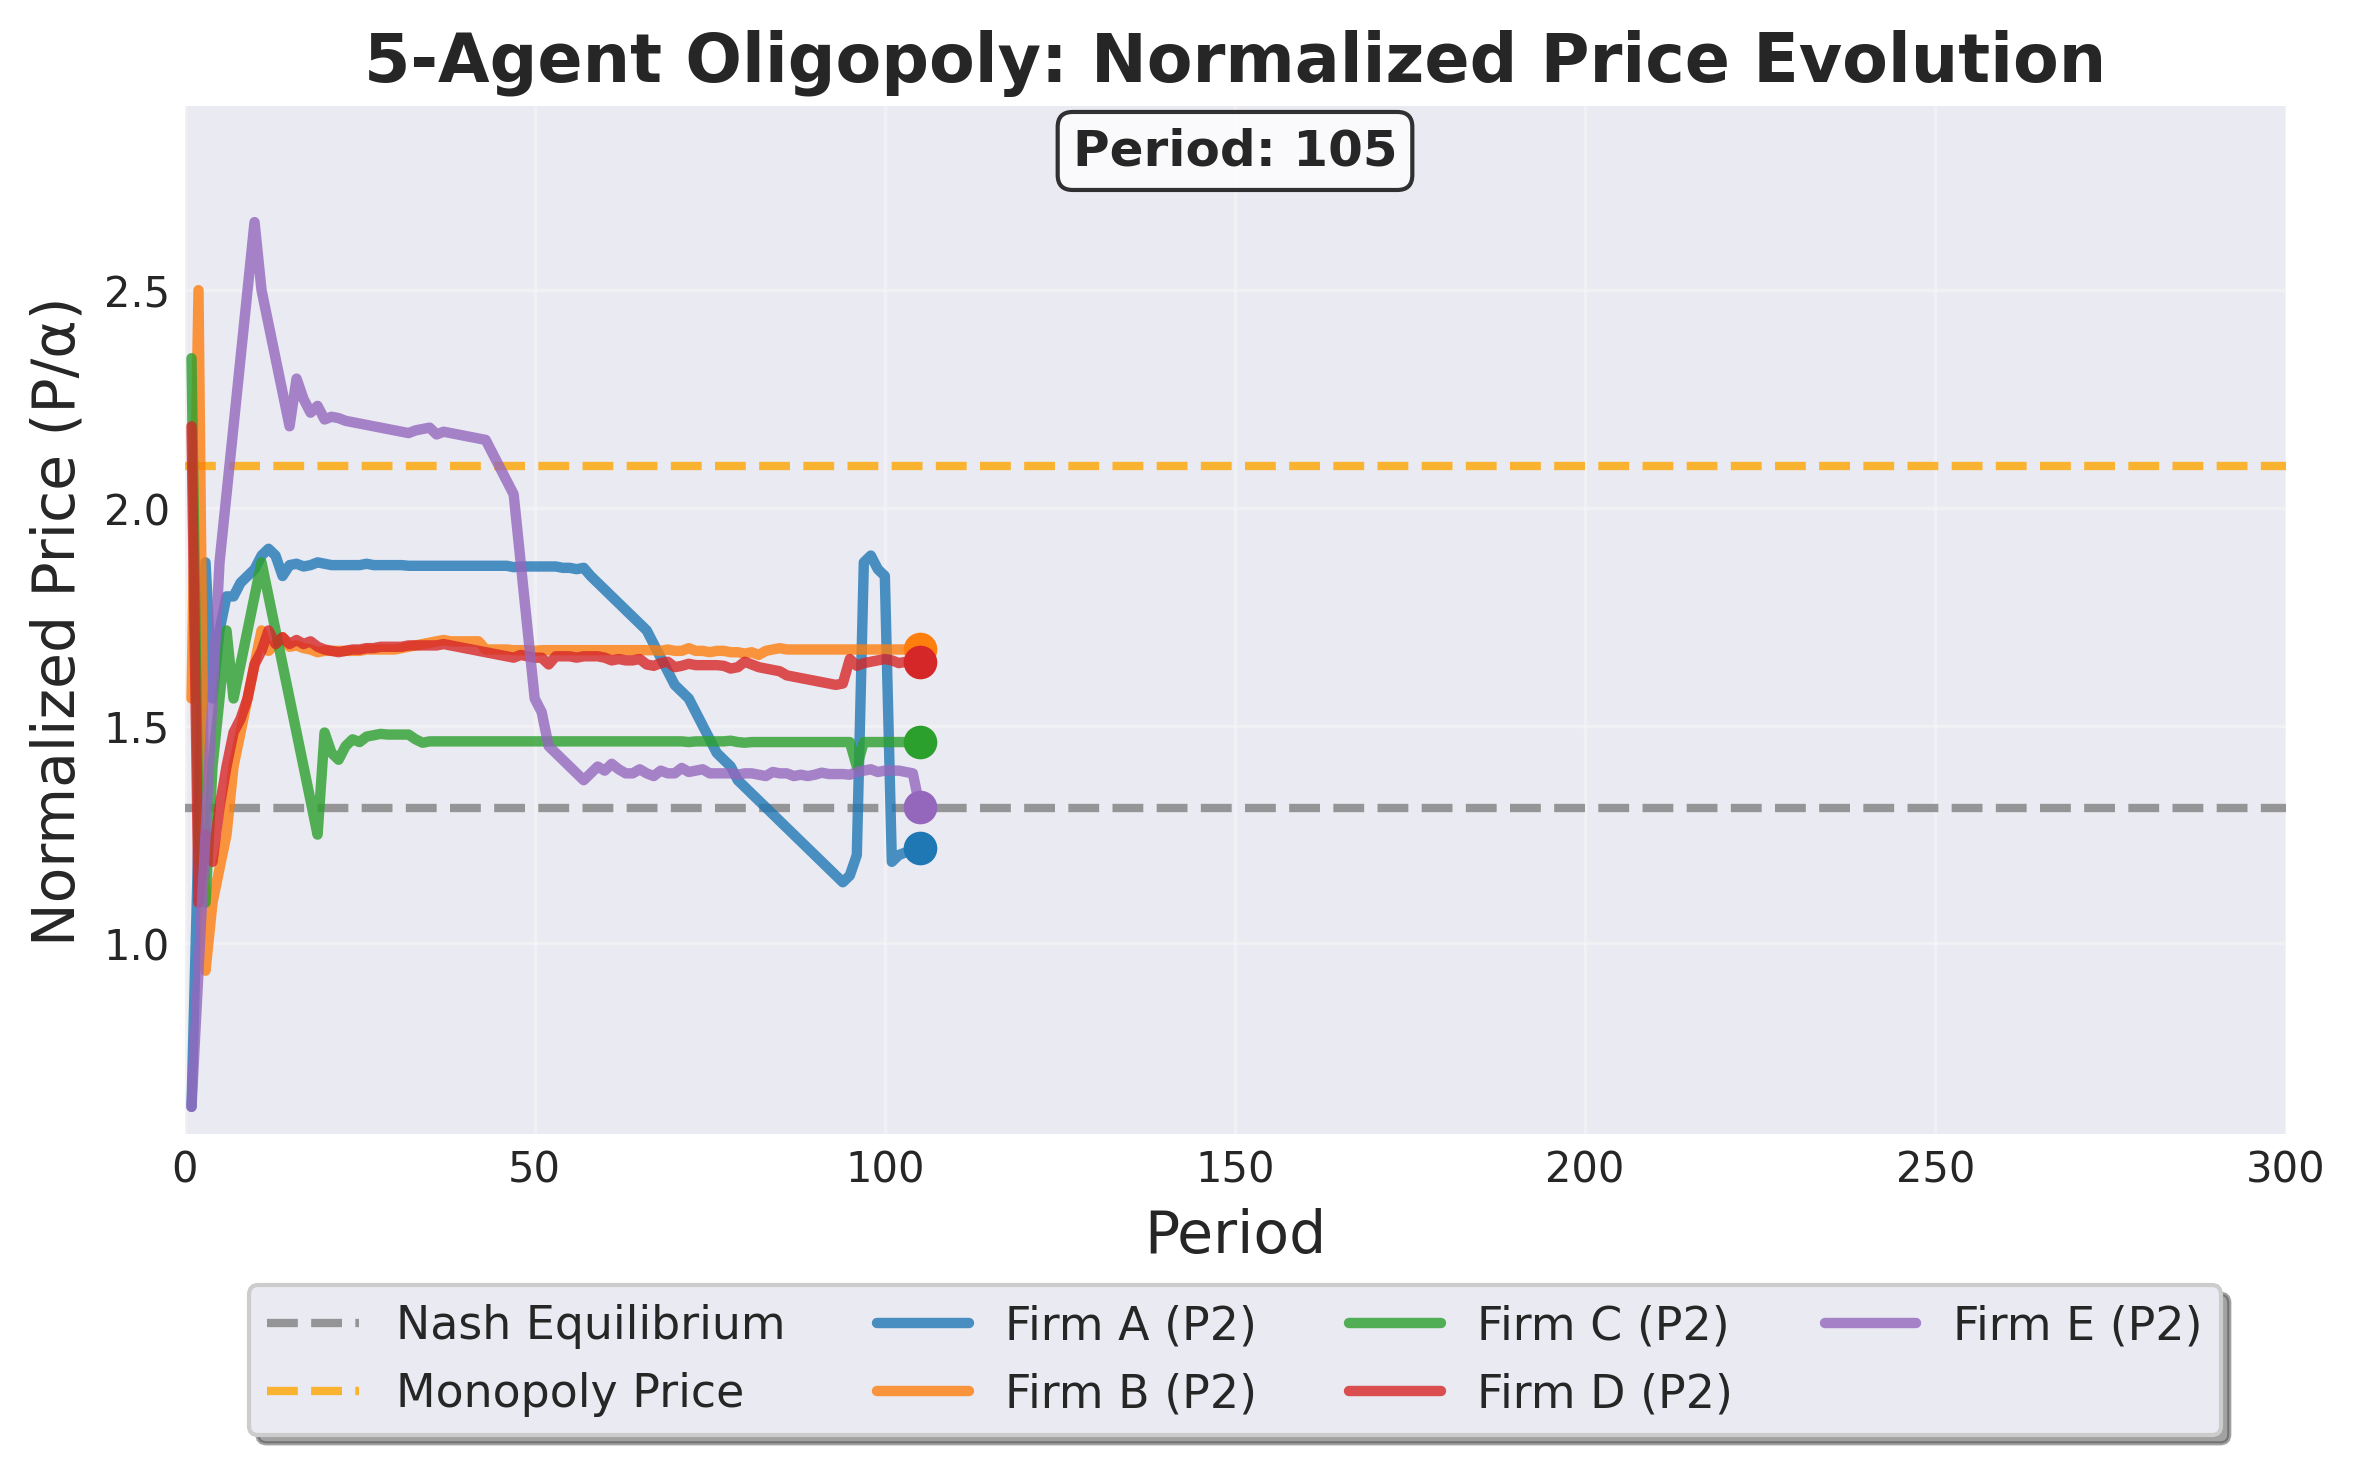 5-Agent Oligopoly: Normalized Price Evolution
Period: 105
Normalized Price (P/α)
2.5
2.0
1.5
1.0
0 50 100 150 200 250 300
Period
Nash Equilibrium Firm A (P2) Firm C (P2) Firm E (P2)
Monopoly Price Firm B (P2) Firm D (P2)